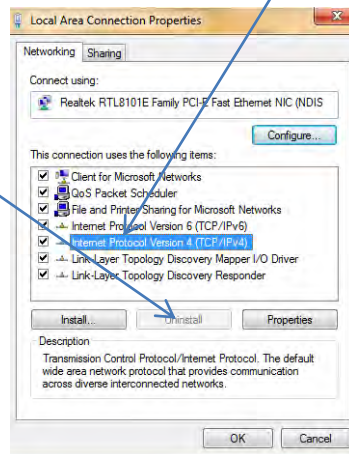 Local Area Connection Properties
Networking Sharing
Connect using:
Realtek RTL8101E Family PCI-E Fast Ethernet NIC (NDIS
Configure...
This connection uses the following items:
Client for Microsoft Networks
QoS Packet Scheduler
File and Printer Sharing for Microsoft Networks
Internet Protocol Version 6 (TCP/IPv6)
Internet Protocol Version 4 (TCP/IPv4)
Link-Layer Topology Discovery Mapper I/O Driver
Link-Layer Topology Discovery Responder
Install... Uninstall Properties
Description
Transmission Control Protocol/Internet Protocol. The default
wide area network protocol that provides communication
across diverse interconnected networks.
OK Cancel